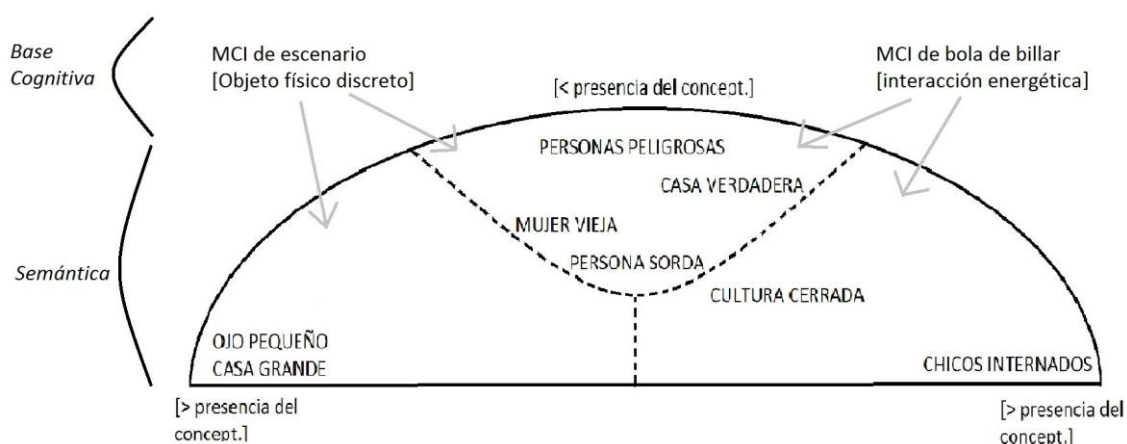 Base
Cognitiva
MCI de escenario
[Objeto físico discreto]
MCI de bola de billar
[interacción energética]
[< presencia del concept.]
PERSONAS PELIGROSAS
CASA VERDADERA
MUJER VIEJA
Semántica
PERSONA SORDA
CULTURA CERRADA
OJO PEQUEÑO
CASA GRANDE
CHICOS INTERNADOS
[> presencia del
concept.]
[> presencia del
concept.]